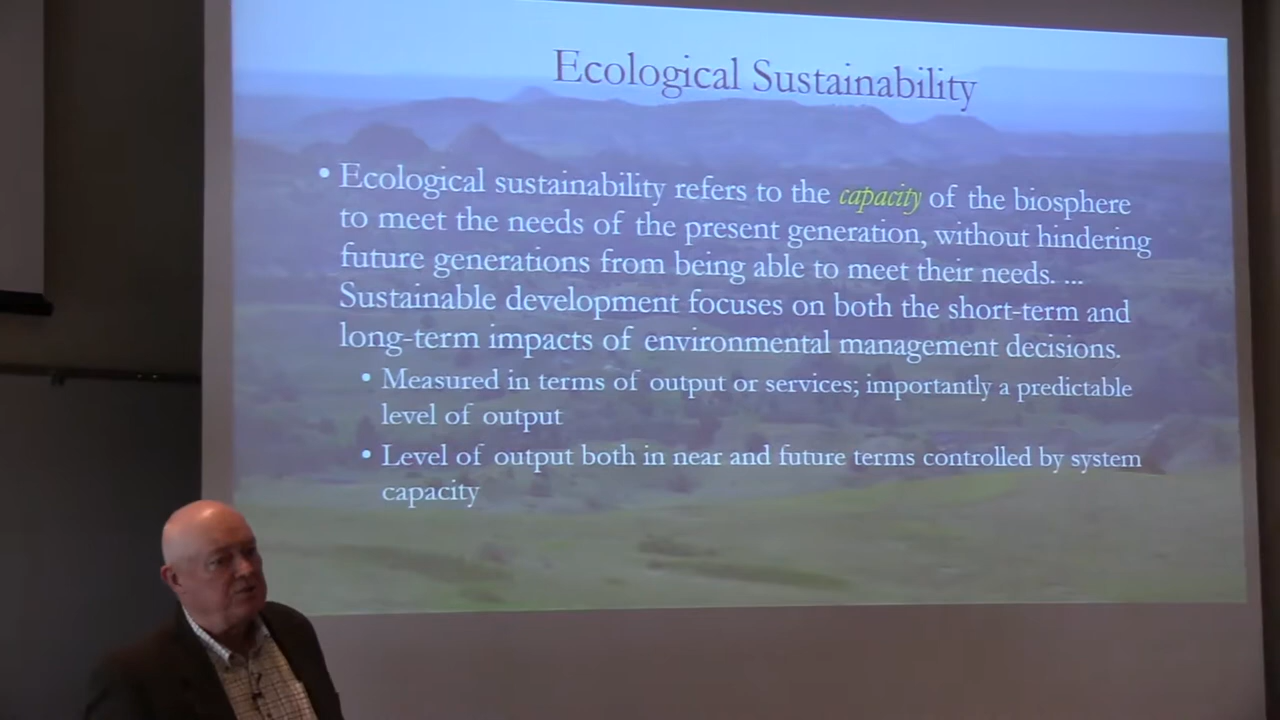 Ecological Sustainability
• Ecological sustainability refers to the capacity of the biosphere
to meet the needs of the present generation, without hindering
future generations from being able to meet their needs. ...
Sustainable development focuses on both the short-term and
long-term impacts of environmental management decisions.
• Measured in terms of output or services; importantly a predictable
level of output
• Level of output both in near and future terms controlled by system
capacity